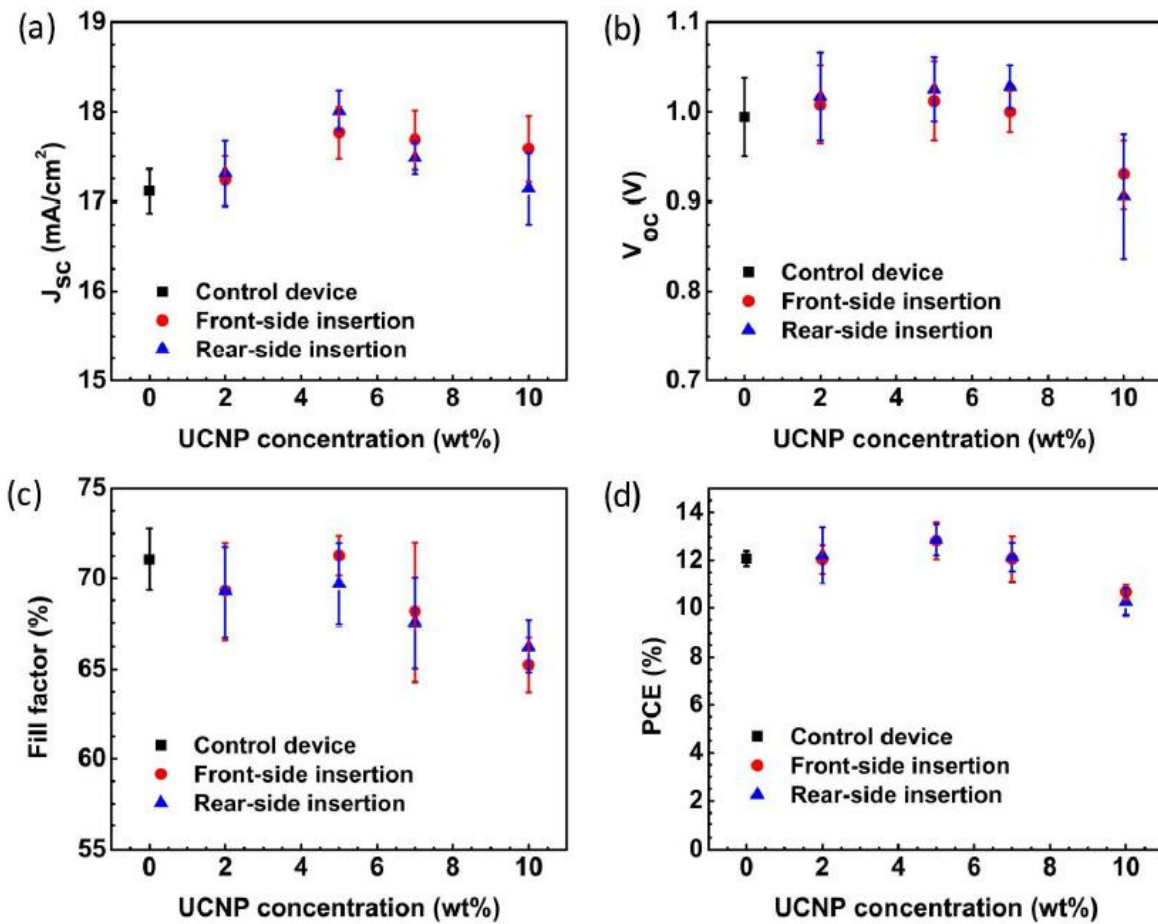 (a)
19
18
17
16
15
J_sc (mA/cm²)
Control device
Front-side insertion
Rear-side insertion
0 2 4 6 8 10
UCNP concentration (wt%)
(b)
1.1
1.0
0.9
0.8
0.7
V_oc (V)
Control device
Front-side insertion
Rear-side insertion
0 2 4 6 8 10
UCNP concentration (wt%)
(c)
75
70
65
60
55
Fill factor (%)
Control device
Front-side insertion
Rear-side insertion
0 2 4 6 8 10
UCNP concentration (wt%)
(d)
14
12
10
8
6
4
2
0
PCE (%)
Control device
Front-side insertion
Rear-side insertion
0 2 4 6 8 10
UCNP concentration (wt%)